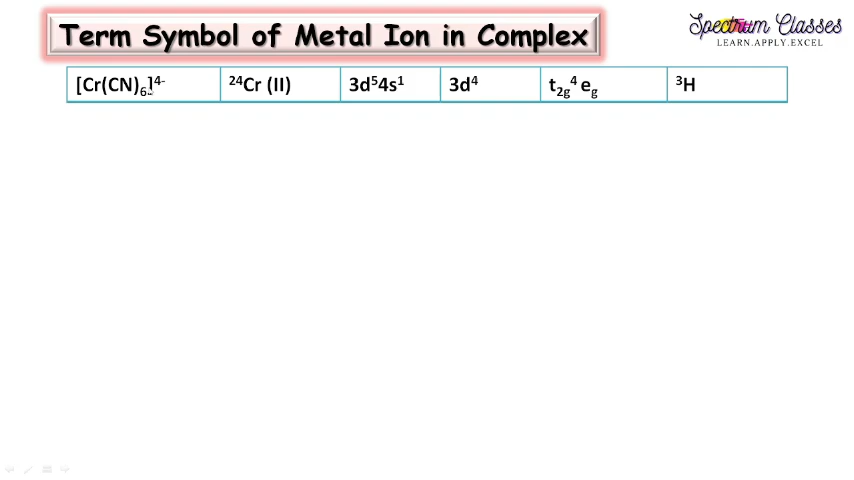 Term Symbol of Metal Ion in Complex
Spectrum Classes
LEARN.APPLY.EXCEL
[Cr(CN)₆]⁴⁻ ²⁴Cr (II) 3d⁵4s¹ 3d⁴ t₂g⁴ eg ³H